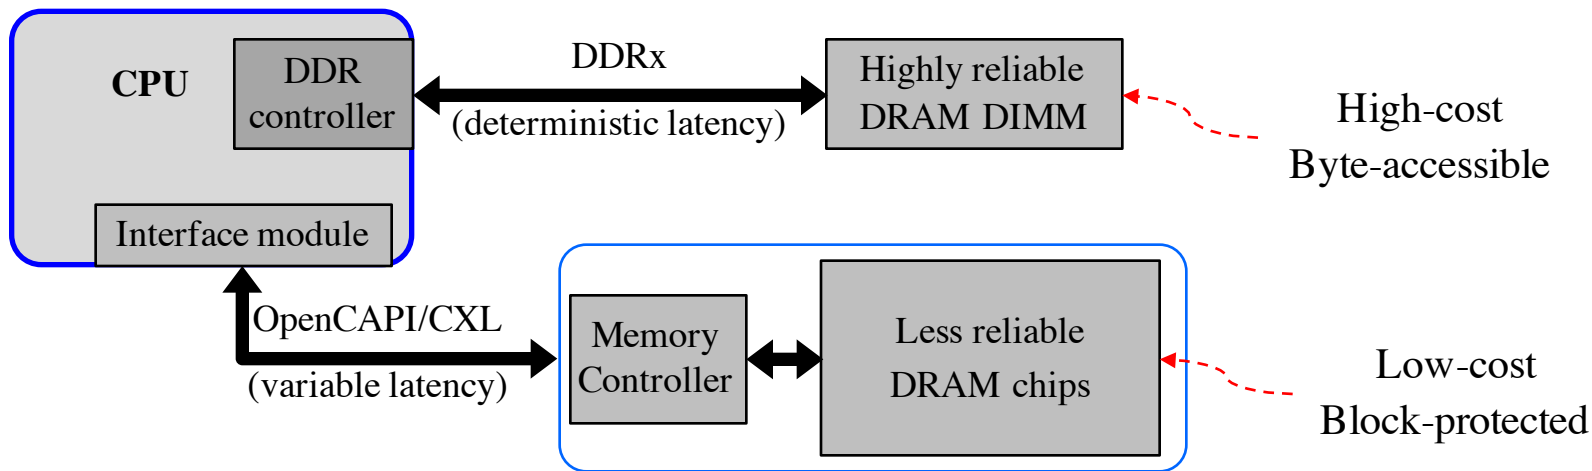 CPU
DDR
controller
DDRx
(deterministic latency)
Highly reliable
DRAM DIMM
High-cost
Byte-accessible
Interface module
OpenCAPI/CXL
(variable latency)
Memory
Controller
Less reliable
DRAM chips
Low-cost
Block-protected